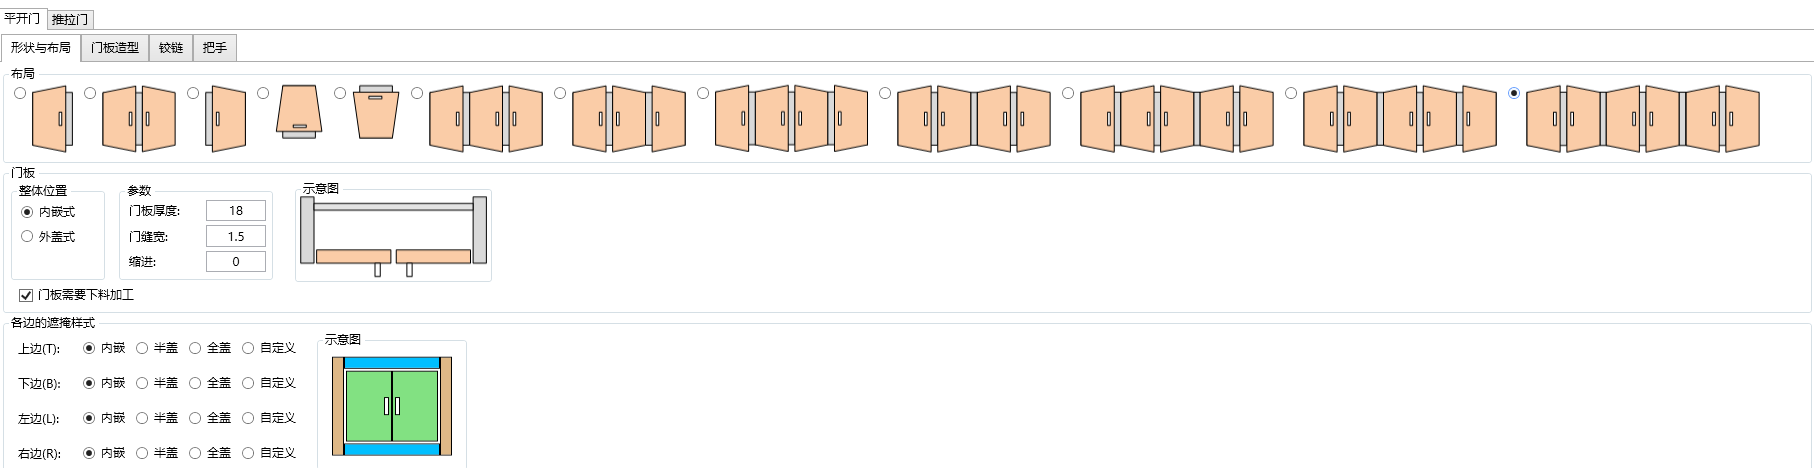 平开门 推拉门
形状与布局 门板造型 铰链 把手
布局
门板
整体位置 参数 示意图
内嵌式 门板厚度: 18
外盖式 门缝宽: 1.5
缩进: 0
门板需要下料加工
各边的遮掩样式
上边(T): 内嵌 半盖 全盖 自定义 示意图
下边(B): 内嵌 半盖 全盖 自定义
左边(L): 内嵌 半盖 全盖 自定义
右边(R): 内嵌 半盖 全盖 自定义